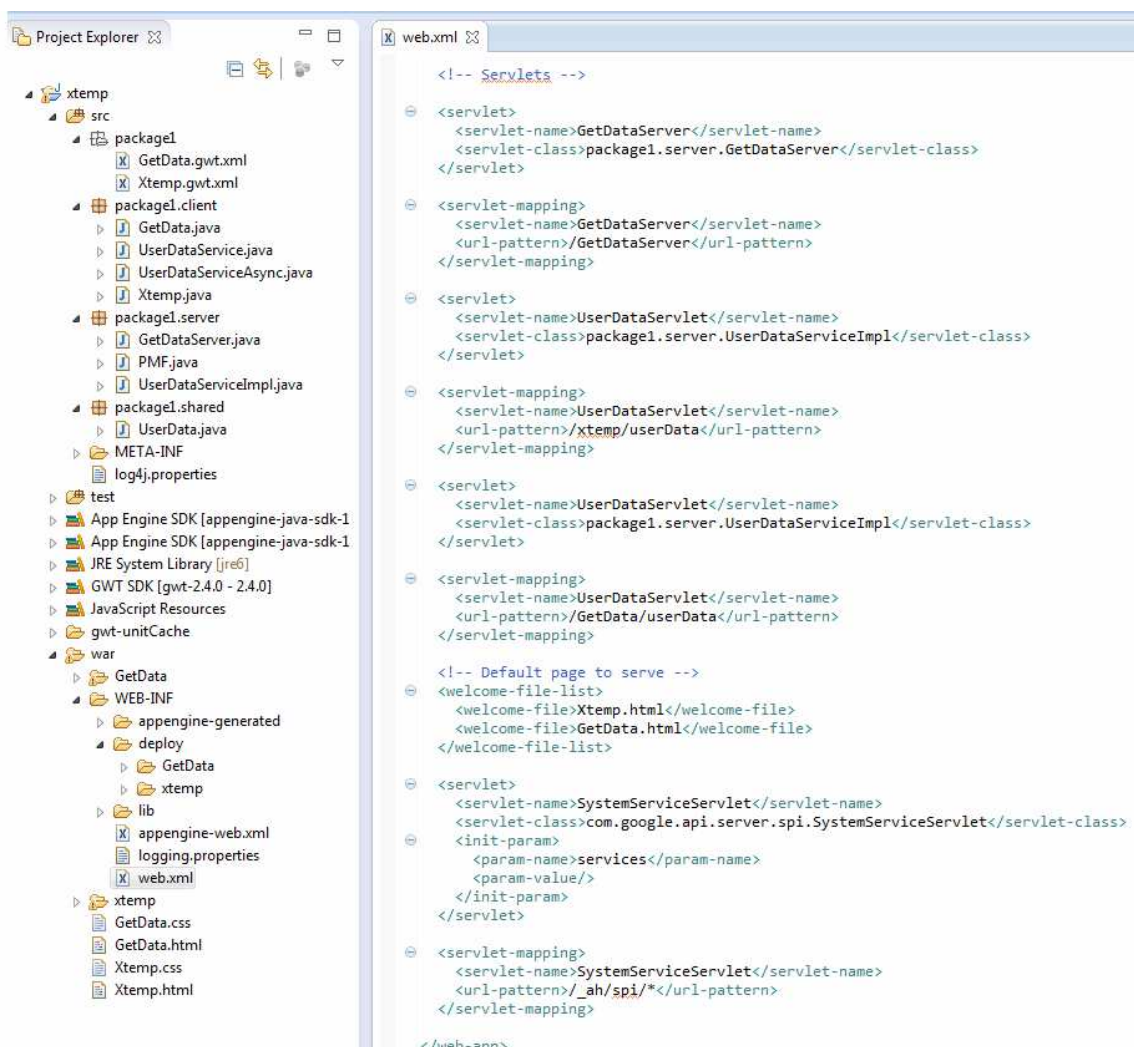 Project Explorer
xtemp
src
package1
GetData.gwt.xml
Xtemp.gwt.xml
package1.client
GetData.java
UserDataService.java
UserDataServiceAsync.java
Xtemp.java
package1.server
GetDataServer.java
PMF.java
UserDataServiceImpl.java
package1.shared
UserData.java
META-INF
log4j.properties
test
App Engine SDK [appengine-java-sdk-1
App Engine SDK [appengine-java-sdk-1
JRE System Library [jre6]
GWT SDK [gwt-2.4.0 - 2.4.0]
JavaScript Resources
gwt-unitCache
war
GetData
WEB-INF
appengine-generated
deploy
GetData
xtemp
lib
appengine-web.xml
logging.properties
web.xml
xtemp
GetData.css
GetData.html
Xtemp.css
Xtemp.html
web.xml
<!-- Servlets -->
<servlet>
<servlet-name>GetDataServer</servlet-name>
<servlet-class>package1.server.GetDataServer</servlet-class>
</servlet>
<servlet-mapping>
<servlet-name>GetDataServer</servlet-name>
<url-pattern>/GetDataServer</url-pattern>
</servlet-mapping>
<servlet>
<servlet-name>UserDataServlet</servlet-name>
<servlet-class>package1.server.UserDataServiceImpl</servlet-class>
</servlet>
<servlet-mapping>
<servlet-name>UserDataServlet</servlet-name>
<url-pattern>/xtemp/userData</url-pattern>
</servlet-mapping>
<servlet>
<servlet-name>UserDataServlet</servlet-name>
<servlet-class>package1.server.UserDataServiceImpl</servlet-class>
</servlet>
<servlet-mapping>
<servlet-name>UserDataServlet</servlet-name>
<url-pattern>/GetData/userData</url-pattern>
</servlet-mapping>
<!-- Default page to serve -->
<welcome-file-list>
<welcome-file>Xtemp.html</welcome-file>
<welcome-file>GetData.html</welcome-file>
</welcome-file-list>
<servlet>
<servlet-name>SystemServiceServlet</servlet-name>
<servlet-class>com.google.api.server.spi.SystemServiceServlet</servlet-class>
<init-param>
<param-name>services</param-name>
<param-value/>
</init-param>
</servlet>
<servlet-mapping>
<servlet-name>SystemServiceServlet</servlet-name>
<url-pattern>/_ah/spi/*</url-pattern>
</servlet-mapping>
</web-app>